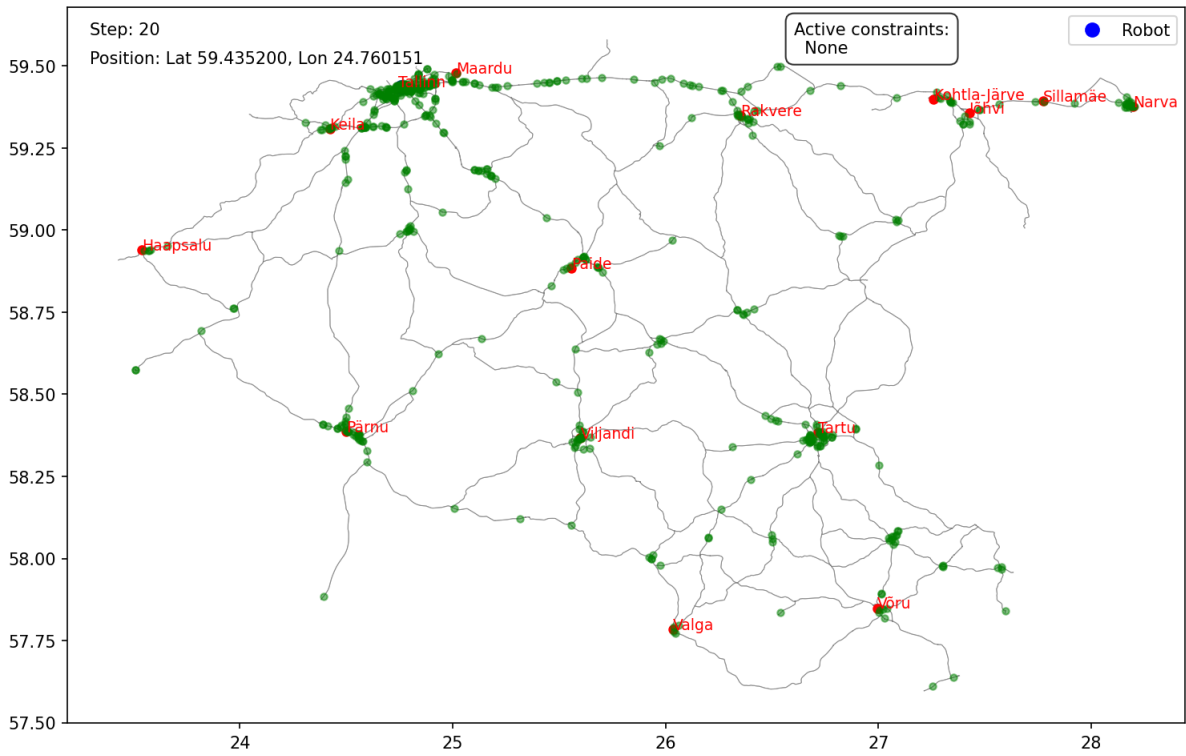 Step: 20
Position: Lat 59.435200, Lon 24.760151
Active constraints:
None
Robot
Tallinn
Maardu
Keila
Rakvere
Kohtla-Järve
Jõhvi
Sillamäe
Narva
Haapsalu
Paide
Pärnu
Viljandi
Tartu
Võru
Valga
59.50
59.25
59.00
58.75
58.50
58.25
58.00
57.75
57.50
24
25
26
27
28